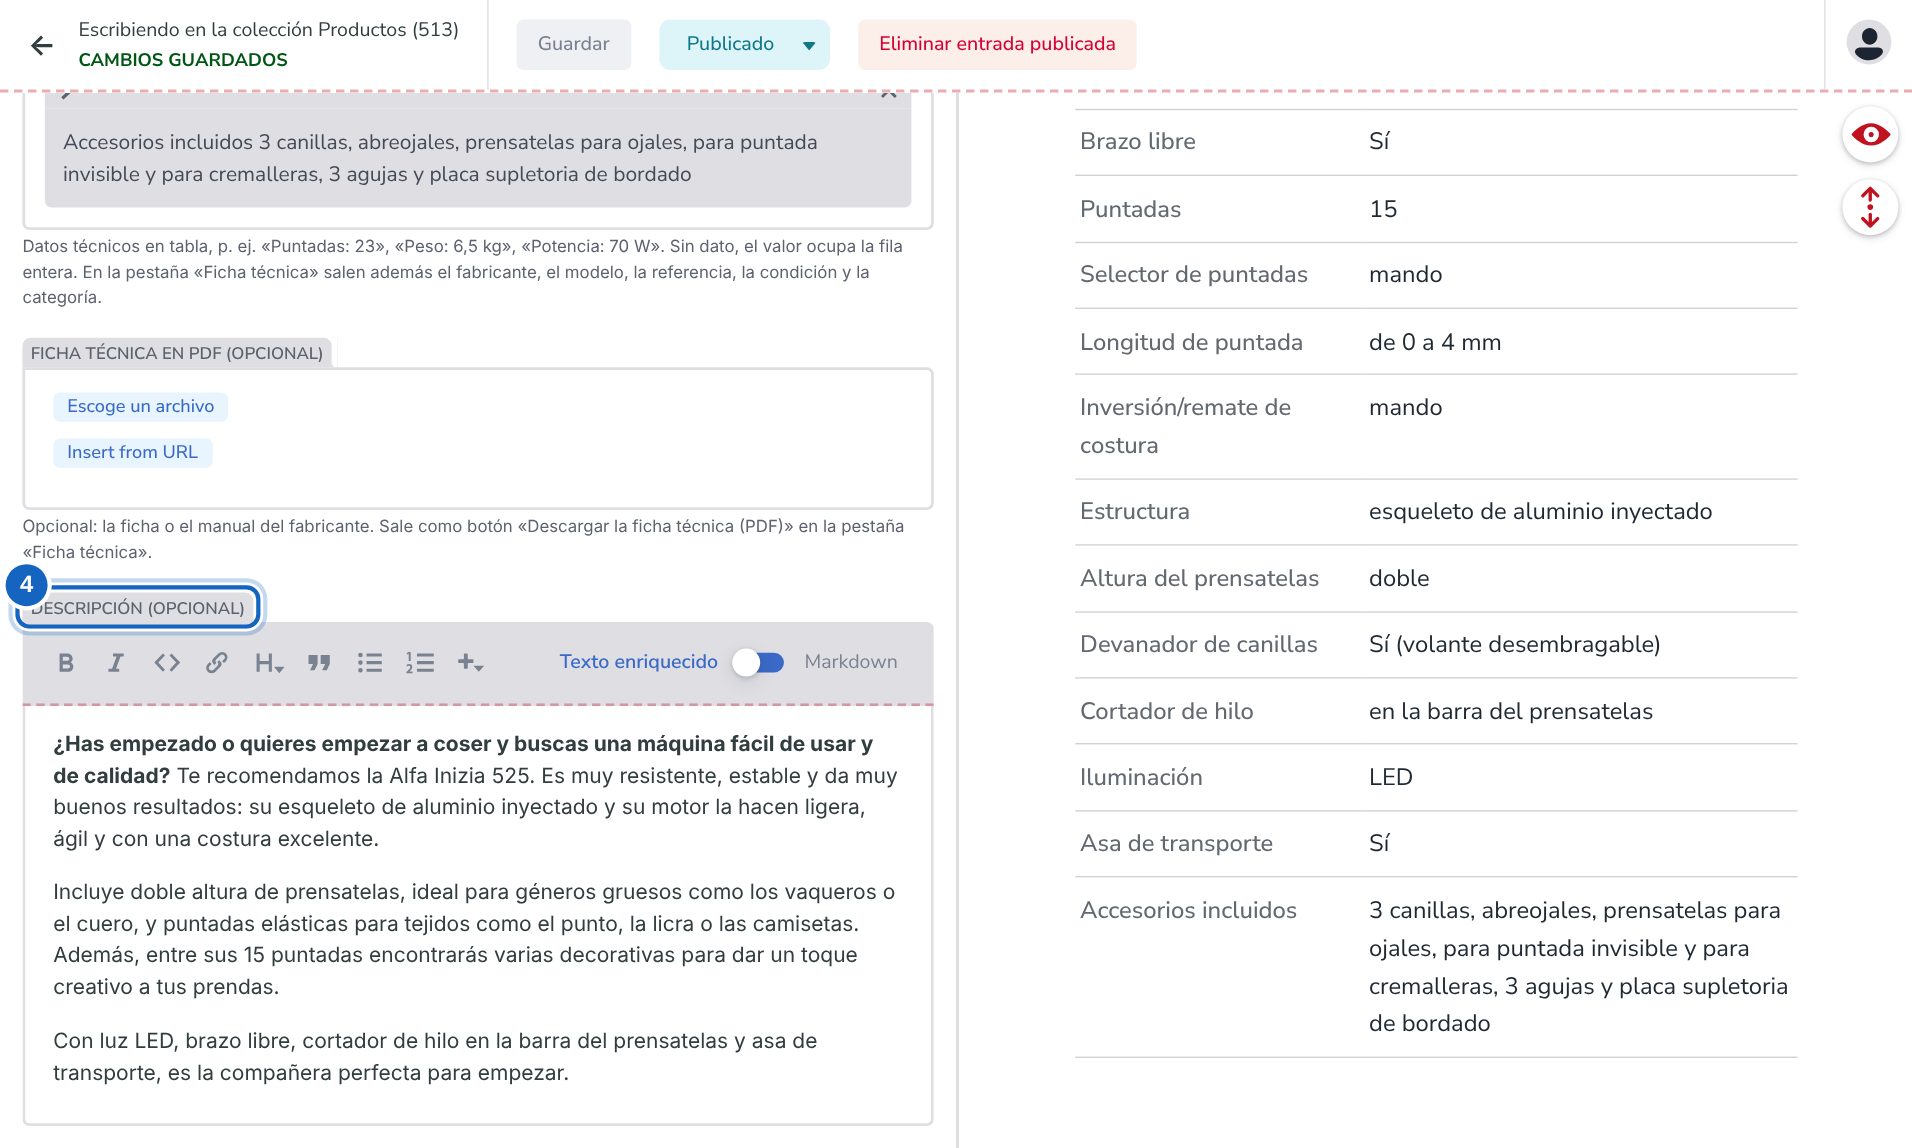 Escribiendo en la colección Productos (513)
CAMBIOS GUARDADOS
Guardar
Publicado
Eliminar entrada publicada
Accesorios incluidos 3 canillas, abreojales, prensatelas para ojales, para puntada
invisible y para cremalleras, 3 agujas y placa supletoria de bordado
Datos técnicos en tabla, p. ej. «Puntadas: 23», «Peso: 6,5 kg», «Potencia: 70 W». Sin dato, el valor ocupa la fila
entera. En la pestaña «Ficha técnica» salen además el fabricante, el modelo, la referencia, la condición y la
categoría.
FICHA TÉCNICA EN PDF (OPCIONAL)
Escoge un archivo
Insert from URL
Opcional: la ficha o el manual del fabricante. Sale como botón «Descargar la ficha técnica (PDF)» en la pestaña
«Ficha técnica».
4
DESCRIPCIÓN (OPCIONAL)
Texto enriquecido
Markdown
¿Has empezado o quieres empezar a coser y buscas una máquina fácil de usar y
de calidad? Te recomendamos la Alfa Inizia 525. Es muy resistente, estable y da muy
buenos resultados: su esqueleto de aluminio inyectado y su motor la hacen ligera,
ágil y con una costura excelente.
Incluye doble altura de prensatelas, ideal para géneros gruesos como los vaqueros o
el cuero, y puntadas elásticas para tejidos como el punto, la licra o las camisetas.
Además, entre sus 15 puntadas encontrarás varias decorativas para dar un toque
creativo a tus prendas.
Con luz LED, brazo libre, cortador de hilo en la barra del prensatelas y asa de
transporte, es la compañera perfecta para empezar.
Brazo libre Sí
Puntadas 15
Selector de puntadas mando
Longitud de puntada de 0 a 4 mm
Inversión/remate de mando
costura
Estructura esqueleto de aluminio inyectado
Altura del prensatelas doble
Devanador de canillas Sí (volante desembragable)
Cortador de hilo en la barra del prensatelas
Iluminación LED
Asa de transporte Sí
Accesorios incluidos 3 canillas, abreojales, prensatelas para
ojales, para puntada invisible y para
cremalleras, 3 agujas y placa supletoria
de bordado